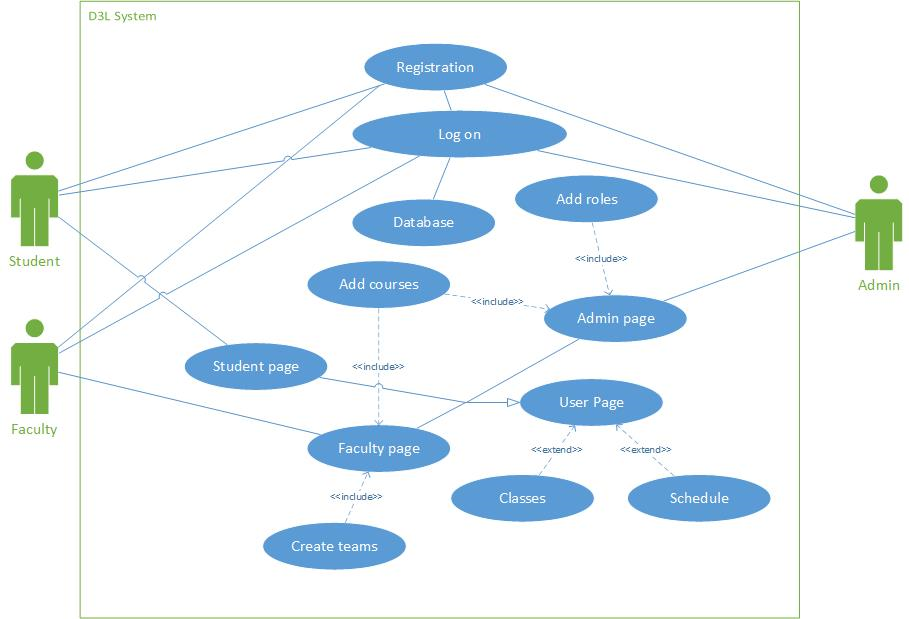 D3L System
Registration
Log on
Add roles
Database
Student
<<include>>
Add courses
Admin
<<include>>
Admin page
Student page
<<include>>
User Page
Faculty
Faculty page
<<extend>>
<<extend>>
<<include>>
Classes
Schedule
Create teams